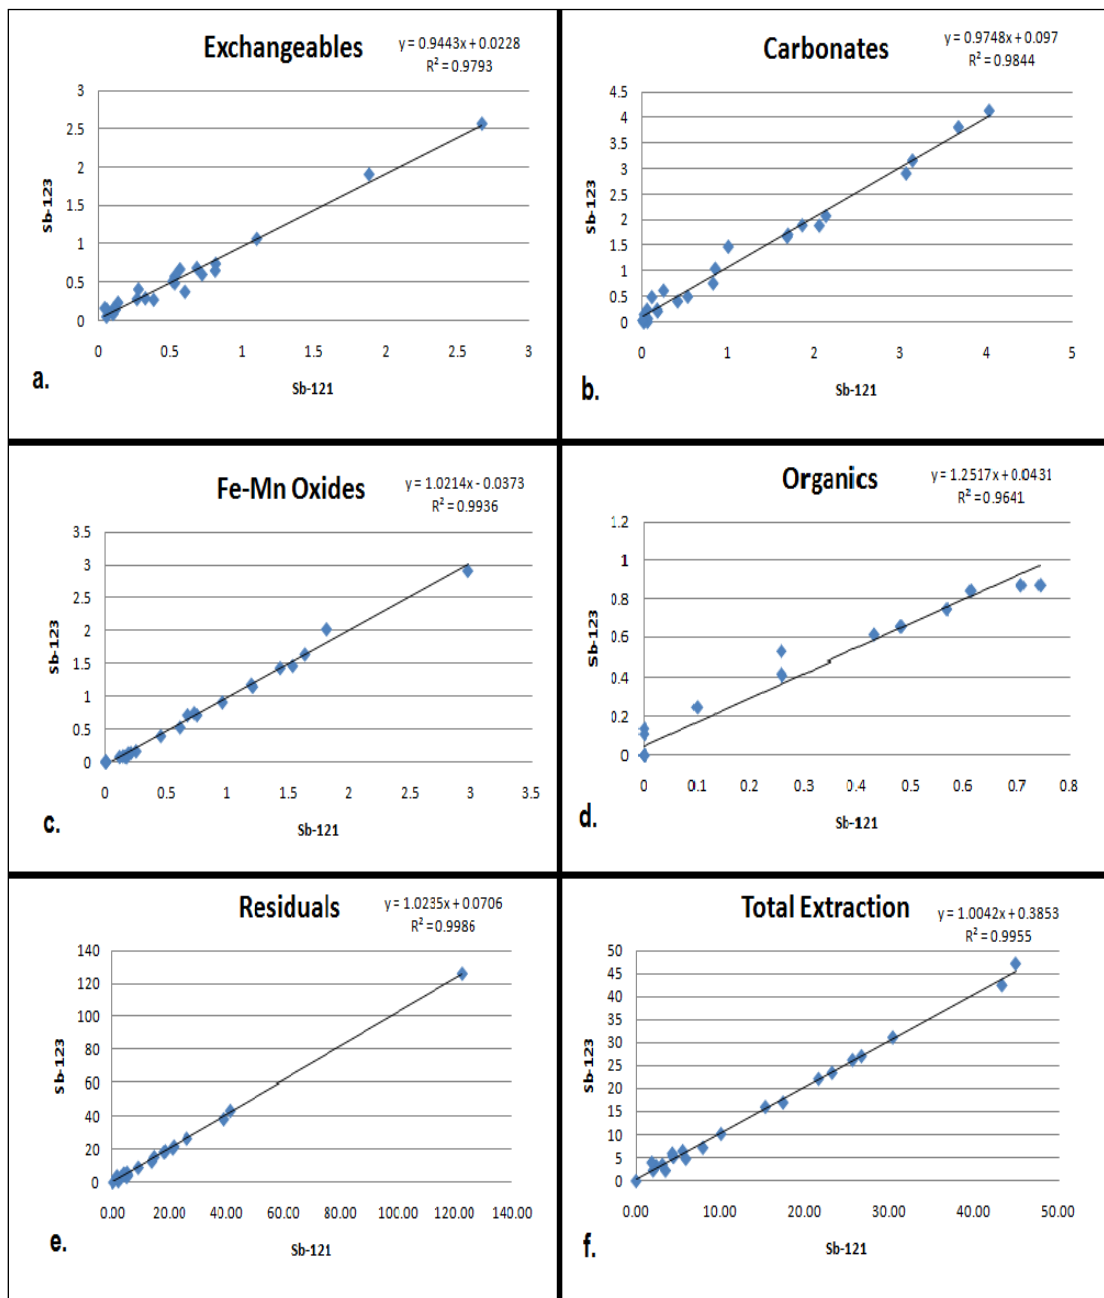 Exchangeables
y = 0.9443x + 0.0228
R² = 0.9793
3
2.5
2
1.5
1
0.5
0
Sb-123
0 0.5 1 1.5 2 2.5 3
Sb-121
a.
Carbonates
y = 0.9748x + 0.097
R² = 0.9844
4.5
4
3.5
3
2.5
2
1.5
1
0.5
0
Sb-123
0 1 2 3 4 5
Sb-121
b.
Fe-Mn Oxides
y = 1.0214x - 0.0373
R² = 0.9936
3.5
3
2.5
2
1.5
1
0.5
0
Sb-123
0 0.5 1 1.5 2 2.5 3 3.5
Sb-121
c.
Organics
y = 1.2517x + 0.0431
R² = 0.9641
1.2
1
0.8
0.6
0.4
0.2
0
Sb-123
0 0.1 0.2 0.3 0.4 0.5 0.6 0.7 0.8
Sb-121
d.
Residuals
y = 1.0235x + 0.0706
R² = 0.9986
140
120
100
80
60
40
20
0
Sb-123
0.00 20.00 40.00 60.00 80.00 100.00 120.00 140.00
Sb-121
e.
Total Extraction
y = 1.0042x + 0.3853
R² = 0.9955
50
45
40
35
30
25
20
15
10
5
0
Sb-123
0.00 10.00 20.00 30.00 40.00 50.00
Sb-121
f.